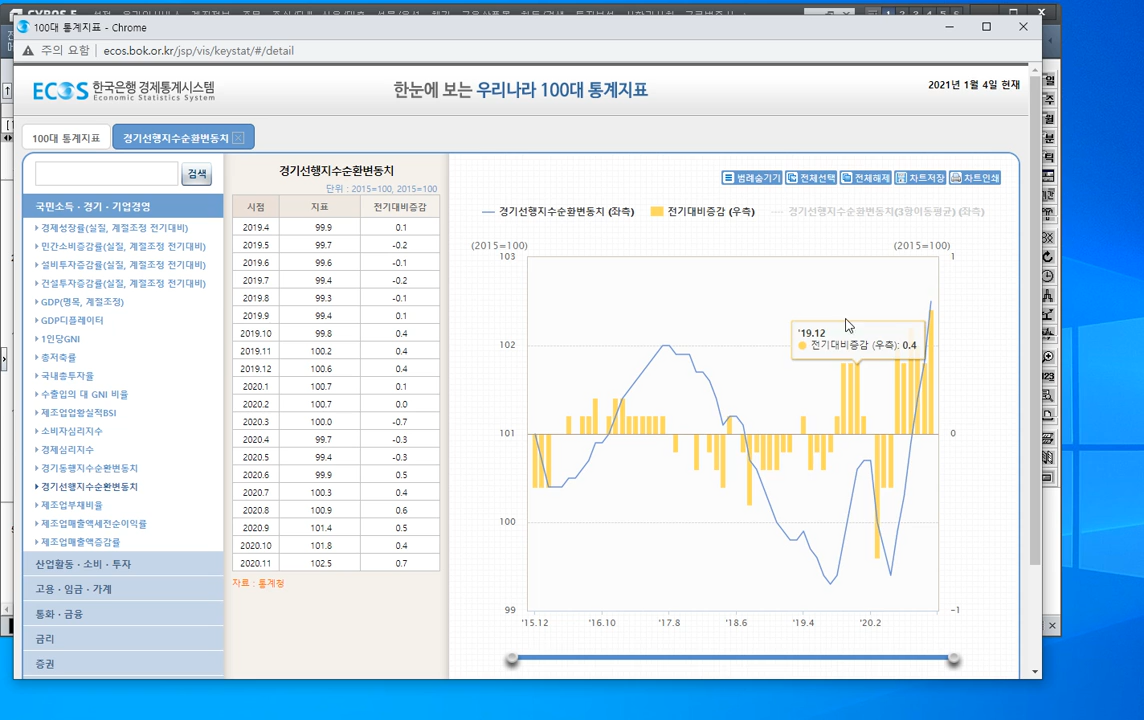 100대 통계지표 - Chrome
주의 요함 | ecos.bok.or.kr/jsp/vis/keystat/#/detail
ECOS 한국은행 경제통계시스템
Economic Statistics System
한눈에 보는 우리나라 100대 통계지표
2021년 1월 4일 현재
100대 통계지표
경기선행지수순환변동치
검색
국민소득 · 경기 · 기업경영
경제성장률(실질, 계절조정 전기대비)
민간소비증감률(실질, 계절조정 전기대비)
설비투자증감률(실질, 계절조정 전기대비)
건설투자증감률(실질, 계절조정 전기대비)
GDP(명목, 계절조정)
GDP디플레이터
1인당GNI
총저축률
국내총투자율
수출입의 대 GNI 비율
제조업업황실적BSI
소비자심리지수
경제심리지수
경기동행지수순환변동치
경기선행지수순환변동치
제조업부채비율
제조업매출액세전순이익률
제조업매출액증감률
산업활동 · 소비 · 투자
고용 · 임금 · 가계
통화 · 금융
금리
증권
경기선행지수순환변동치
단위 : 2015=100, 2015=100
시점 지표 전기대비증감
2019.4 99.9 0.1
2019.5 99.7 -0.2
2019.6 99.6 -0.1
2019.7 99.4 -0.2
2019.8 99.3 -0.1
2019.9 99.4 0.1
2019.10 99.8 0.4
2019.11 100.2 0.4
2019.12 100.6 0.4
2020.1 100.7 0.1
2020.2 100.7 0.0
2020.3 100.0 -0.7
2020.4 99.7 -0.3
2020.5 99.4 -0.3
2020.6 99.9 0.5
2020.7 100.3 0.4
2020.8 100.9 0.6
2020.9 101.4 0.5
2020.10 101.8 0.4
2020.11 102.5 0.7
자료 : 통계청
범례숨기기 전체선택 전체해제 차트저장 차트인쇄
경기선행지수순환변동치 (좌측) 전기대비증감 (우측) 경기선행지수순환변동치(3항이동평균) (좌측)
(2015=100) (2015=100)
103 1
102
'19.12
전기대비증감 (우측): 0.4
101 0
100
99 -1
'15.12 '16.10 '17.8 '18.6 '19.4 '20.2